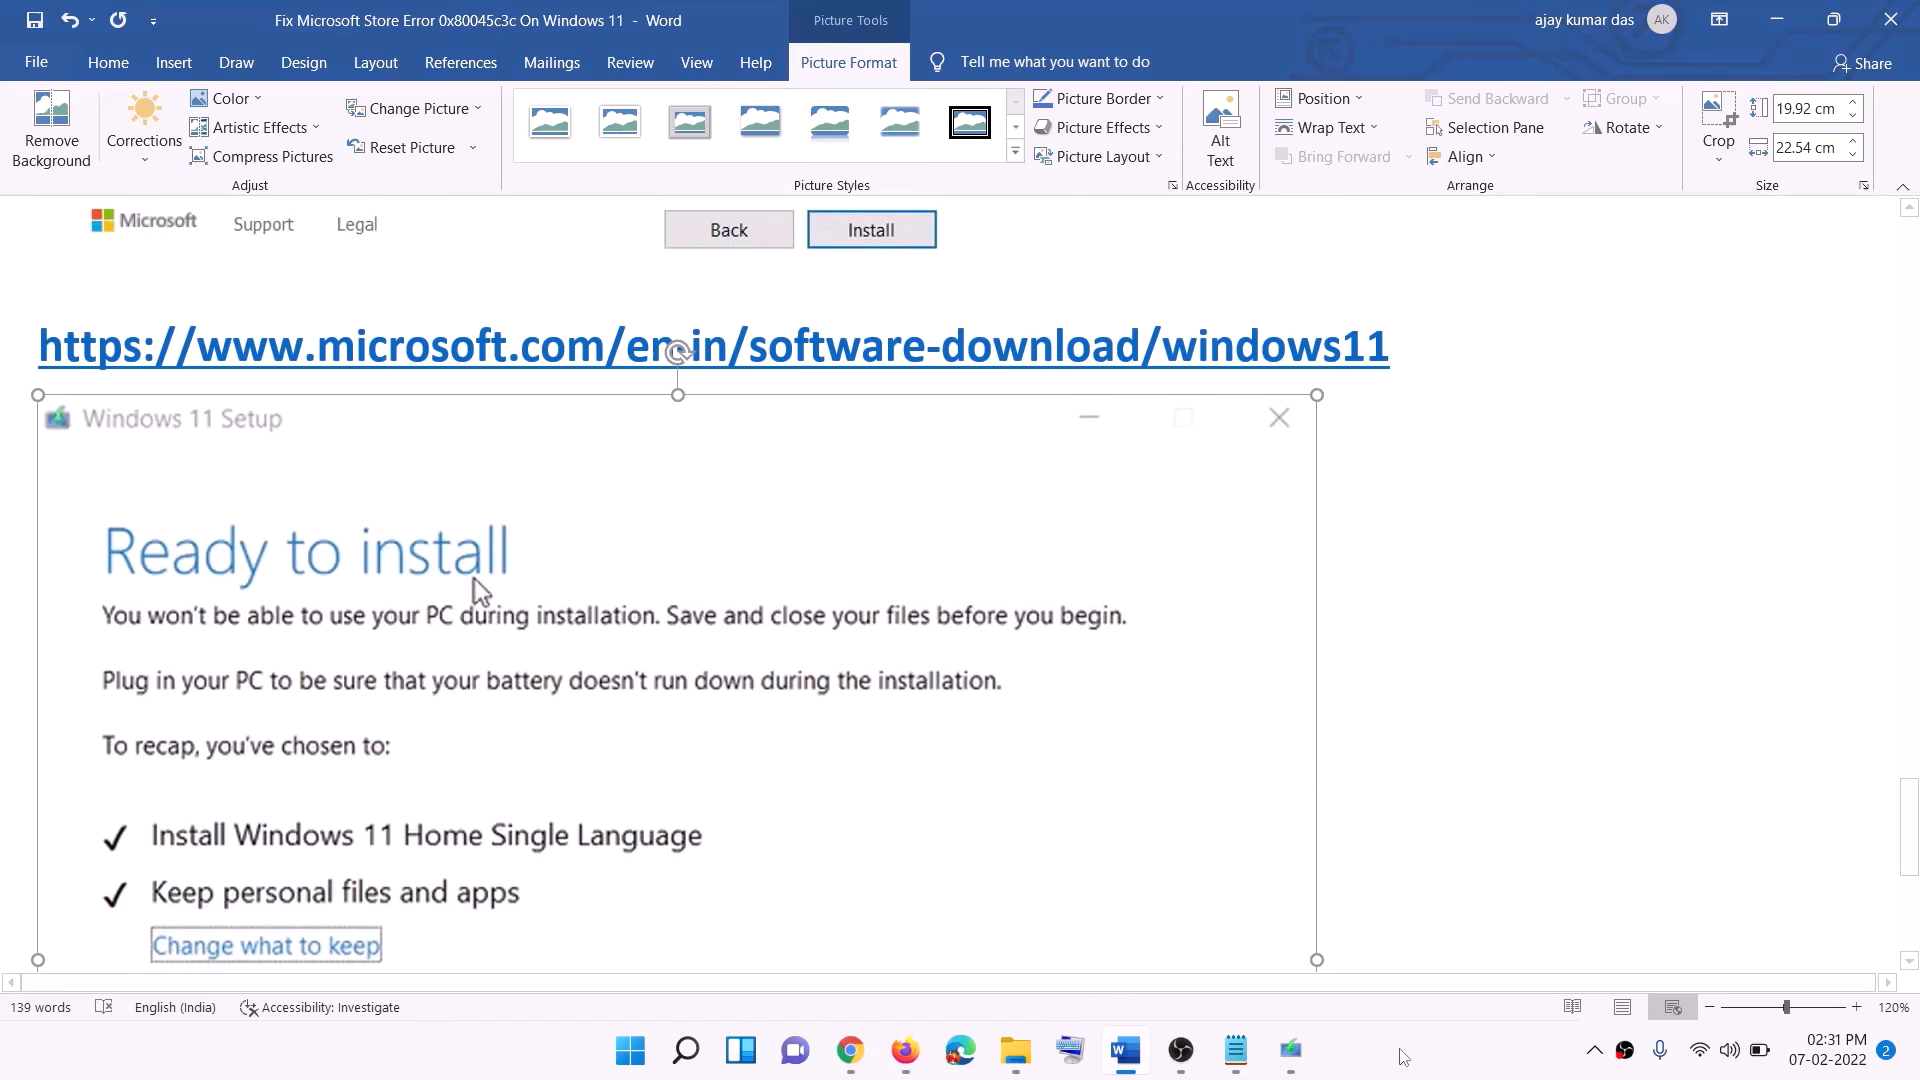 Fix Microsoft Store Error 0x80045c3c On Windows 11 - Word
Picture Tools
ajay kumar das
AK
File
Home
Insert
Draw
Design
Layout
References
Mailings
Review
View
Help
Picture Format
Tell me what you want to do
Share
Remove
Background
Corrections
Color
Artistic Effects
Compress Pictures
Change Picture
Reset Picture
Picture Border
Picture Effects
Picture Layout
Alt
Text
Position
Wrap Text
Bring Forward
Send Backward
Selection Pane
Align
Group
Rotate
Crop
19.92 cm
22.54 cm
Adjust
Picture Styles
Accessibility
Arrange
Size
Microsoft
Support
Legal
Back
Install
https://www.microsoft.com/en-in/software-download/windows11
Windows 11 Setup
Ready to install
You won't be able to use your PC during installation. Save and close your files before you begin.
Plug in your PC to be sure that your battery doesn't run down during the installation.
To recap, you've chosen to:
✓ Install Windows 11 Home Single Language
✓ Keep personal files and apps
Change what to keep
139 words
English (India)
Accessibility: Investigate
120%
02:31 PM
07-02-2022
2